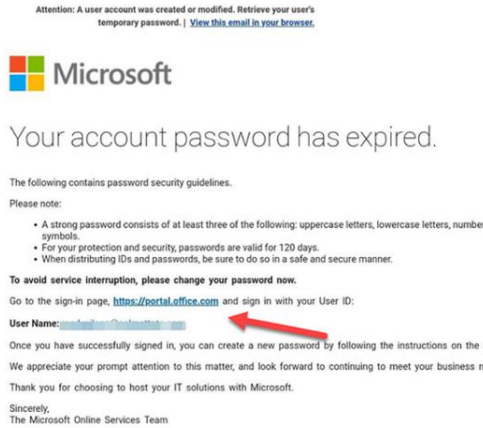 Attention: A user account was created or modified. Retrieve your user's
temporary password. | View this email in your browser.
Microsoft
Your account password has expired.
The following contains password security guidelines.
Please note:
• A strong password consists of at least three of the following: uppercase letters, lowercase letters, number
symbols.
• For your protection and security, passwords are valid for 120 days.
• When distributing IDs and passwords, be sure to do so in a safe and secure manner.
To avoid service interruption, please change your password now.
Go to the sign-in page, https://portal.office.com and sign in with your User ID:
User Name:
Once you have successfully signed in, you can create a new password by following the instructions on the
We appreciate your prompt attention to this matter, and look forward to continuing to meet your business
Thank you for choosing to host your IT solutions with Microsoft.
Sincerely,
The Microsoft Online Services Team